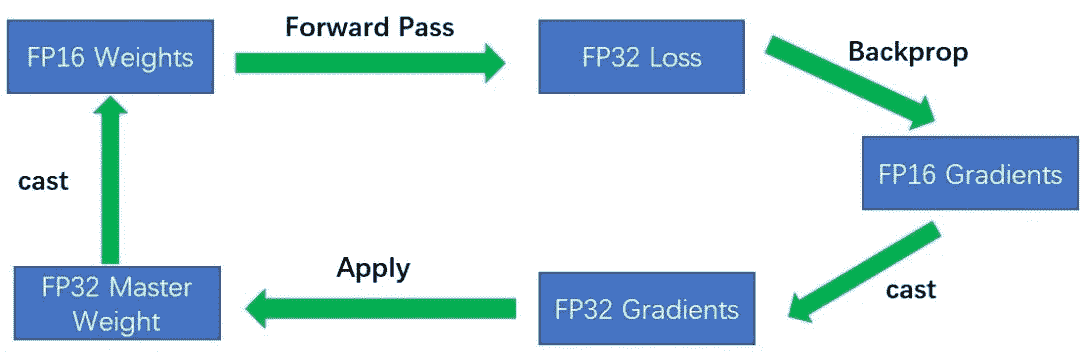 Forward Pass
FP16 Weights
FP32 Loss
Backprop
FP16 Gradients
cast
cast
Apply
FP32 Master
Weight
FP32 Gradients